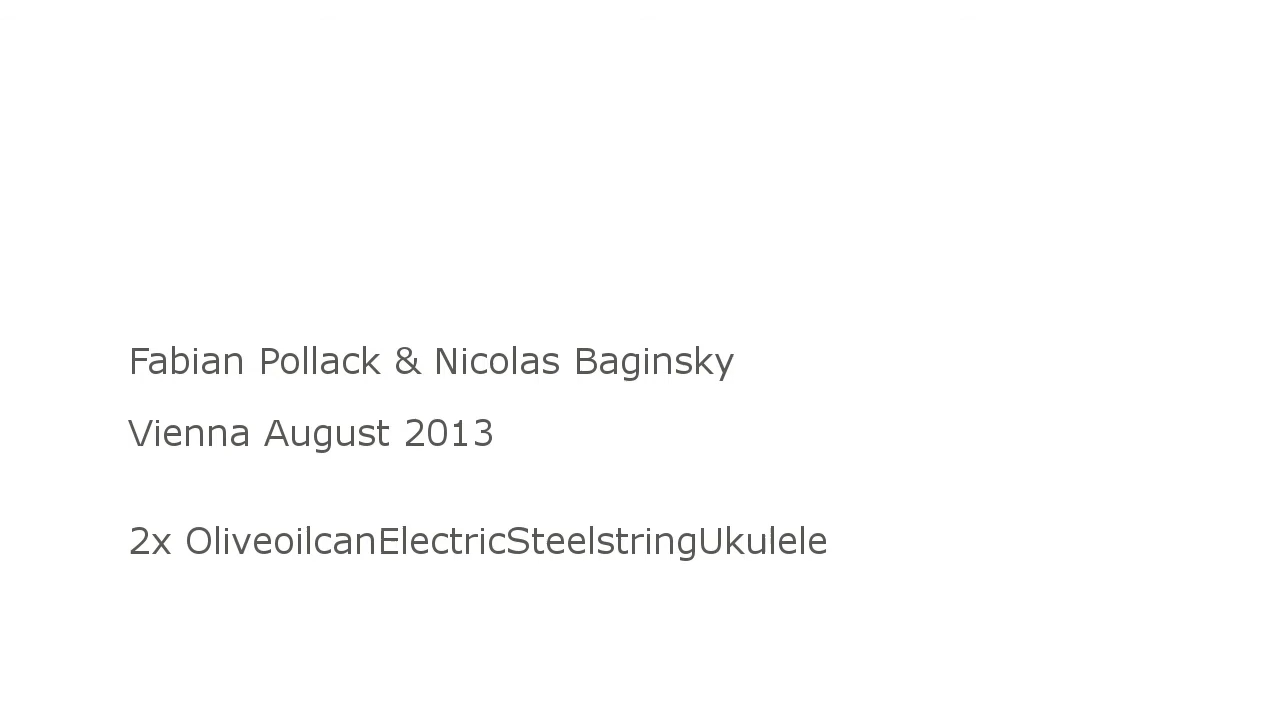 Fabian Pollack & Nicolas Baginsky
Vienna August 2013
2x OliveoilcanElectricSteelstringUkulele